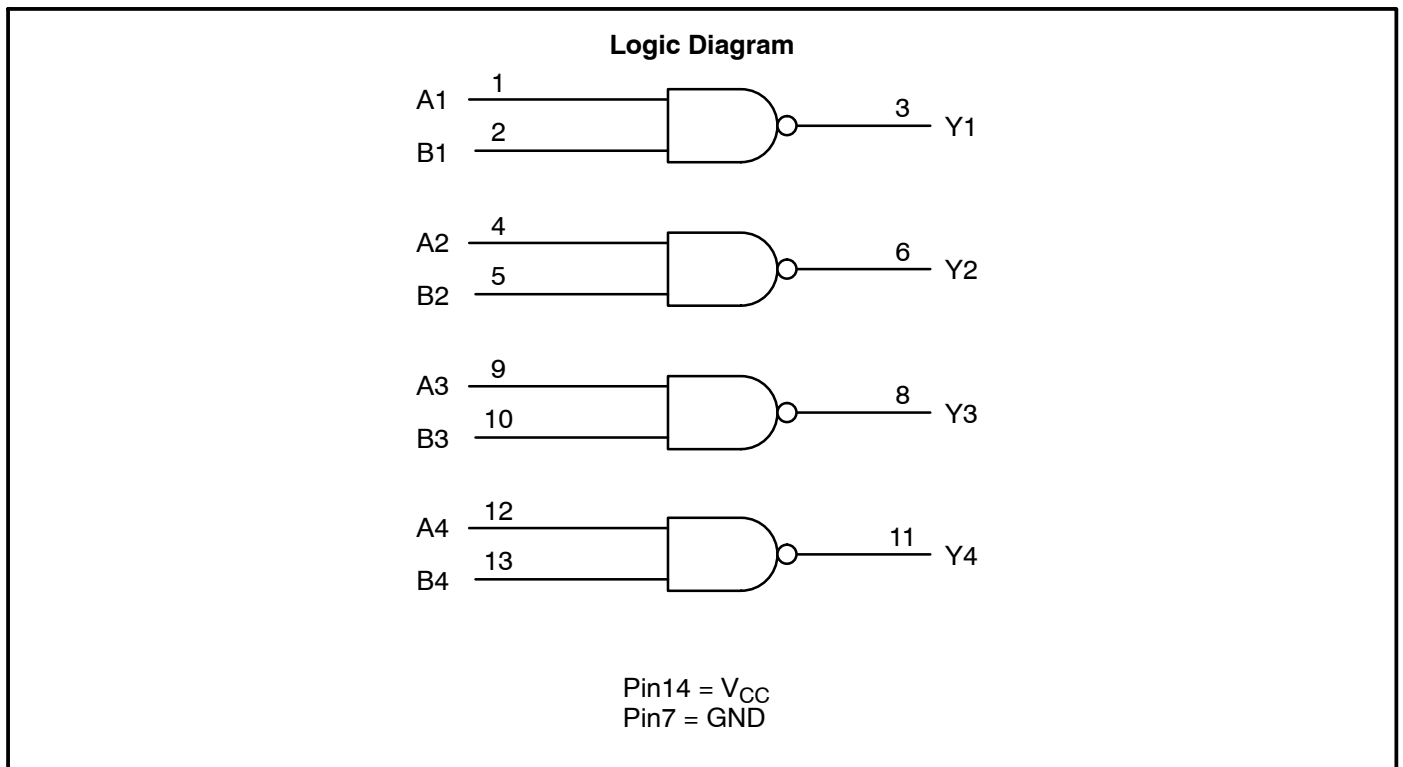 Logic Diagram
A1 1
B1 2
3 Y1
A2 4
B2 5
6 Y2
A3 9
B3 10
8 Y3
A4 12
B4 13
11 Y4
Pin14 = VCC
Pin7 = GND